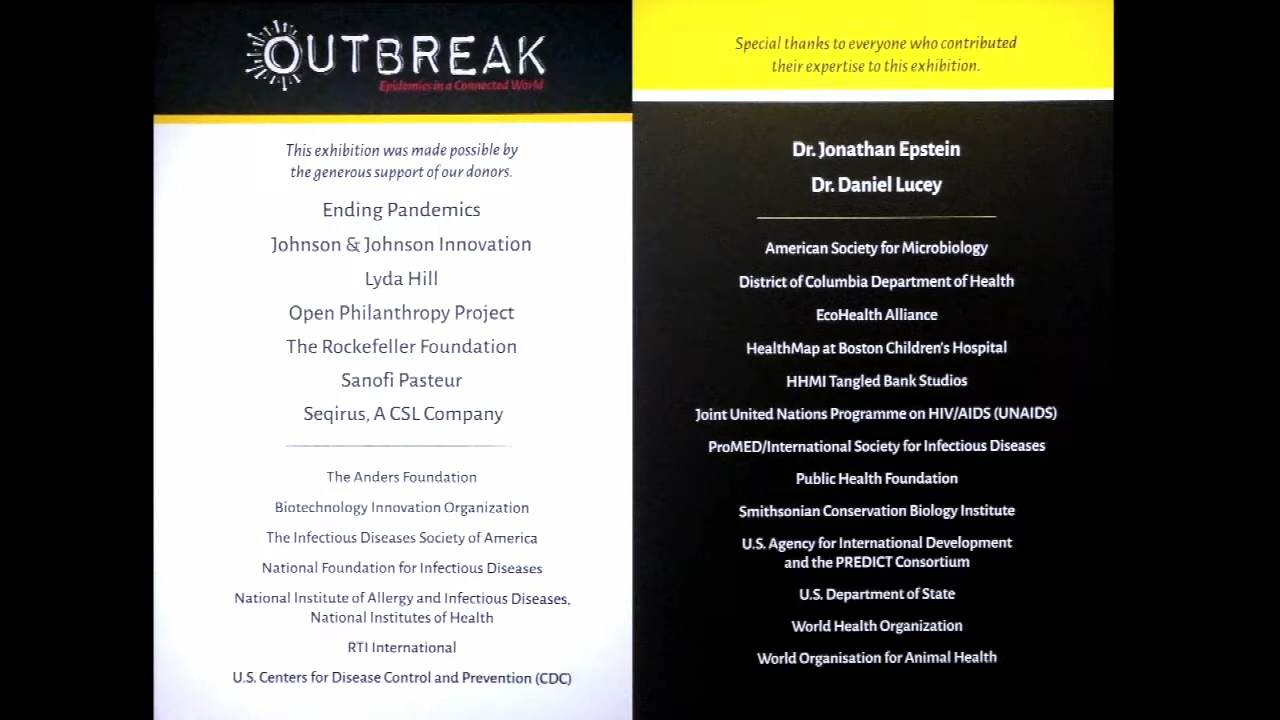 OUTBREAK
Epidemics in a Connected World
This exhibition was made possible by
the generous support of our donors.
Ending Pandemics
Johnson & Johnson Innovation
Lyda Hill
Open Philanthropy Project
The Rockefeller Foundation
Sanofi Pasteur
Seqirus, A CSL Company
The Anders Foundation
Biotechnology Innovation Organization
The Infectious Diseases Society of America
National Foundation for Infectious Diseases
National Institute of Allergy and Infectious Diseases,
National Institutes of Health
RTI International
U.S. Centers for Disease Control and Prevention (CDC)
Special thanks to everyone who contributed
their expertise to this exhibition.
Dr. Jonathan Epstein
Dr. Daniel Lucey
American Society for Microbiology
District of Columbia Department of Health
EcoHealth Alliance
HealthMap at Boston Children's Hospital
HHMI Tangled Bank Studios
Joint United Nations Programme on HIV/AIDS (UNAIDS)
ProMED/International Society for Infectious Diseases
Public Health Foundation
Smithsonian Conservation Biology Institute
U.S. Agency for International Development
and the PREDICT Consortium
U.S. Department of State
World Health Organization
World Organisation for Animal Health